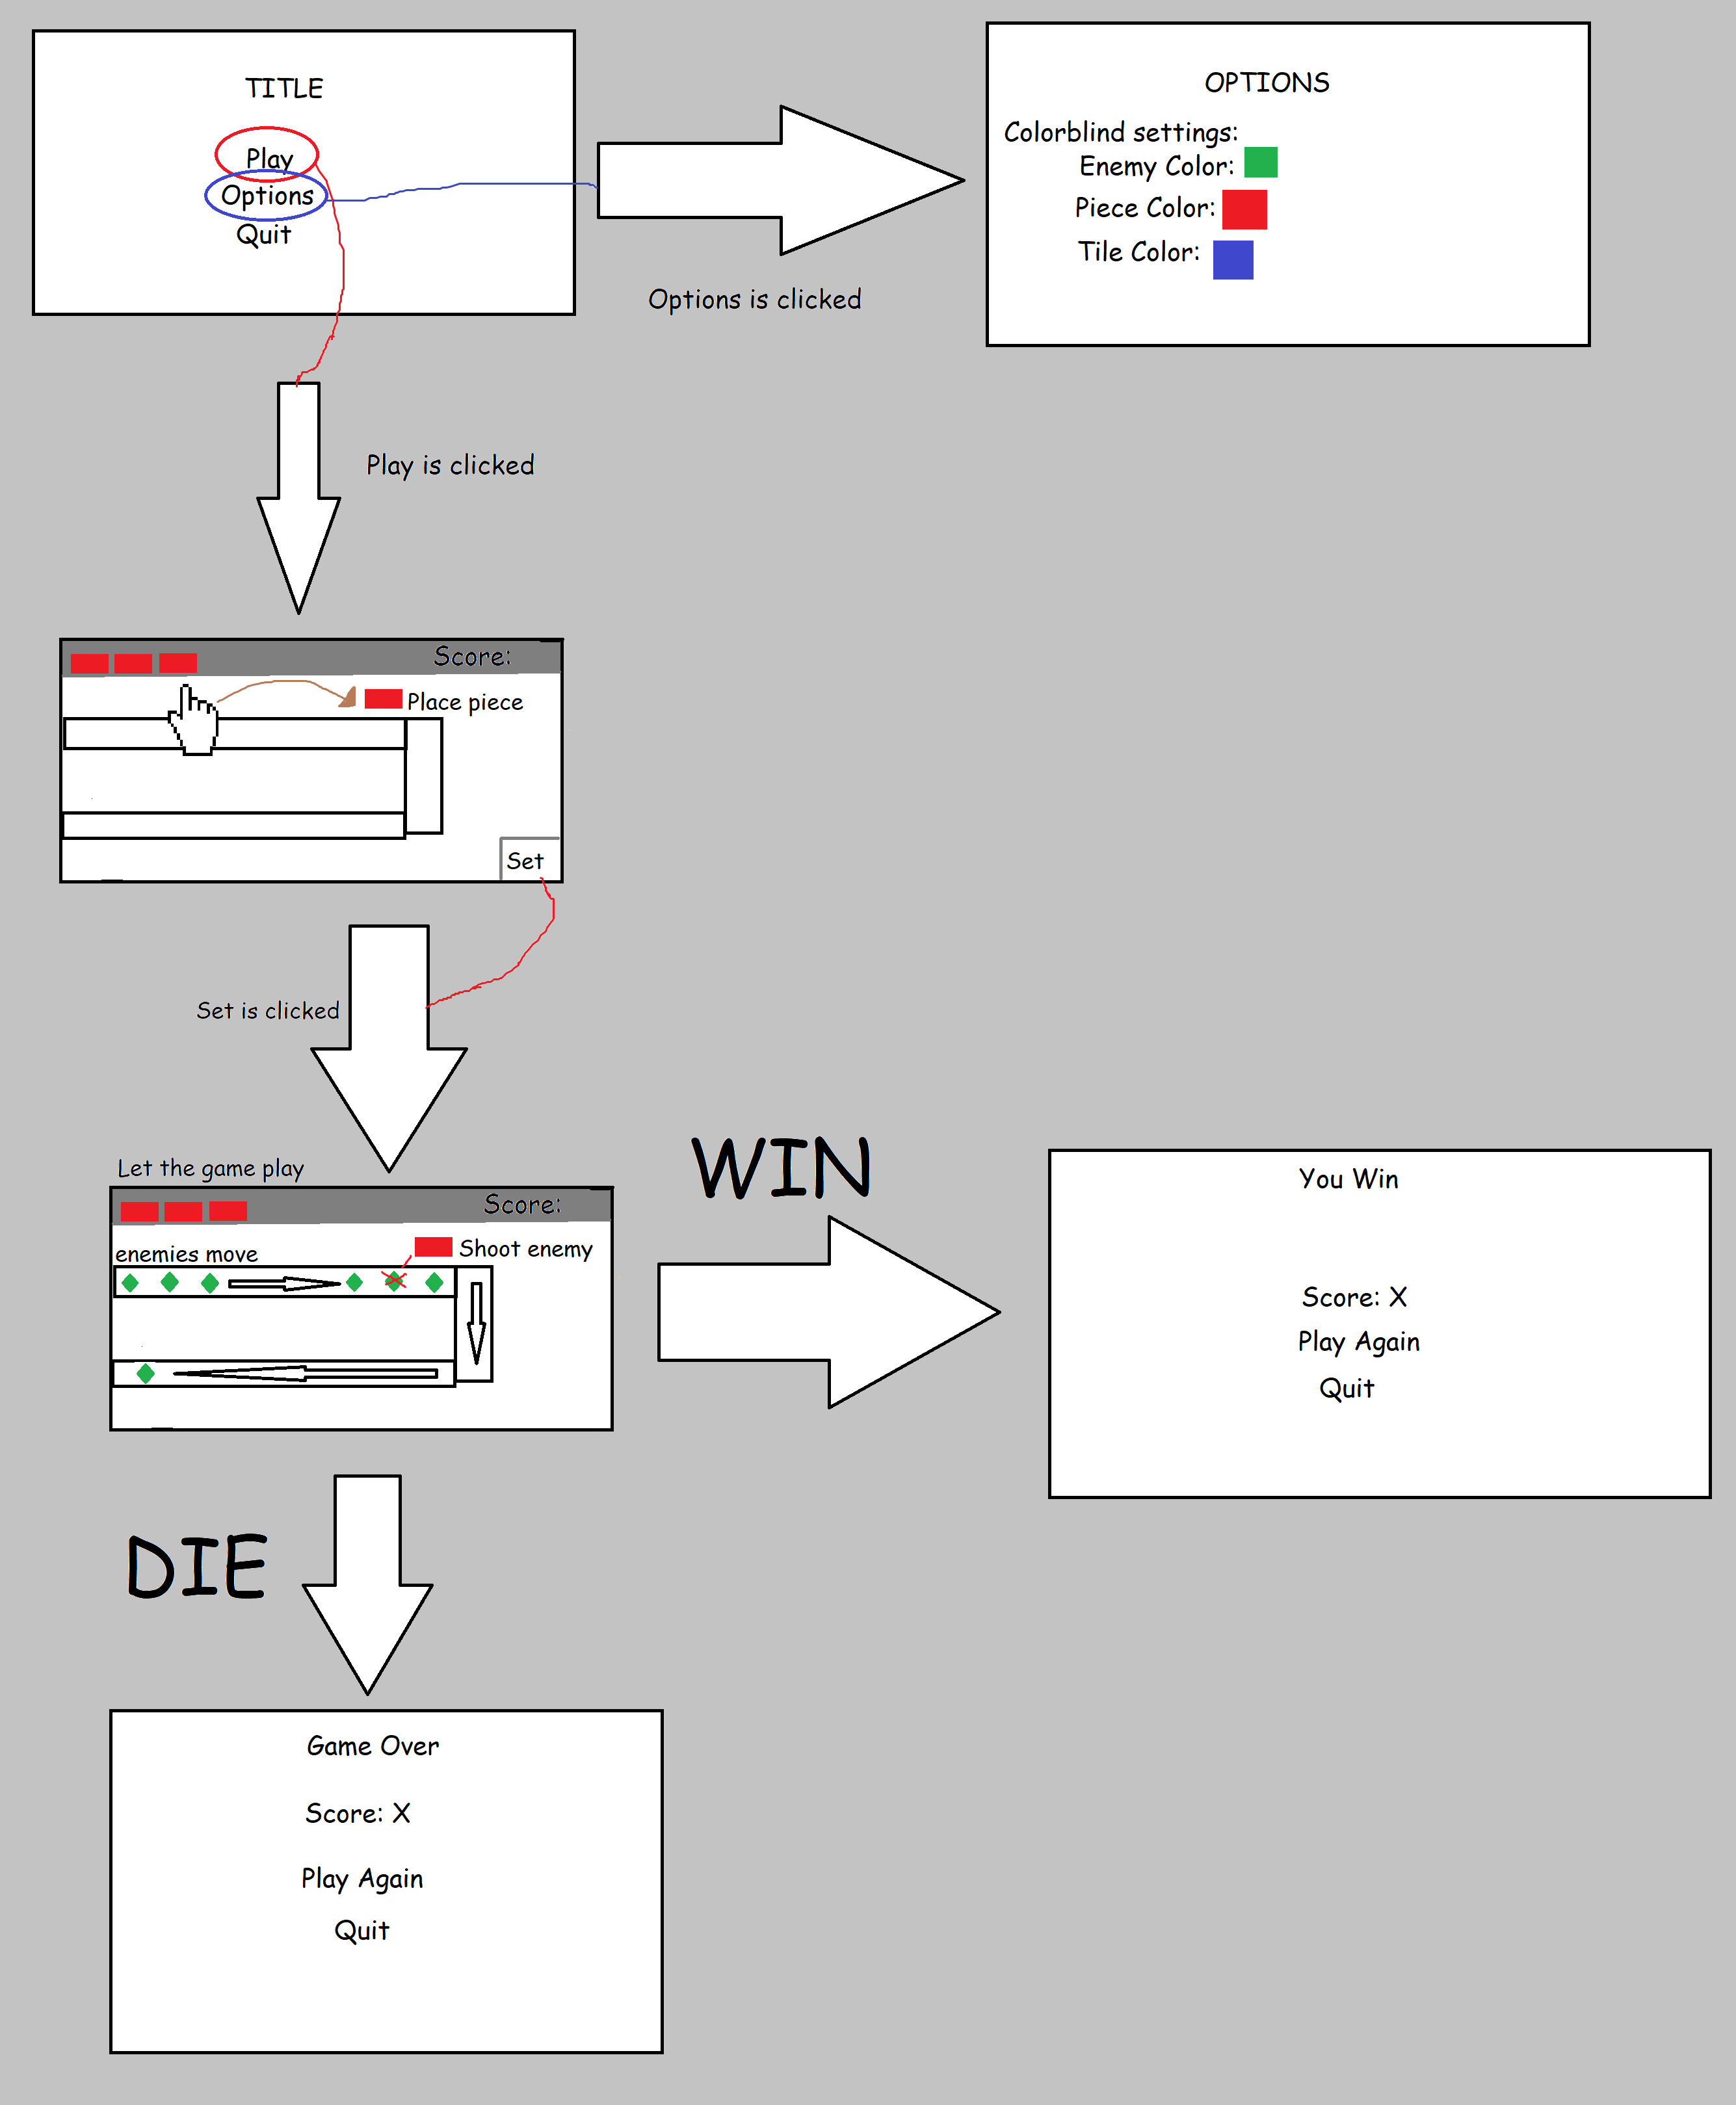 TITLE
Play
Options
Quit
Options is clicked
OPTIONS
Colorblind settings:
Enemy Color:
Piece Color:
Tile Color:
Play is clicked
Score:
Place piece
Set
Set is clicked
Let the game play
Score:
enemies move
Shoot enemy
WIN
You Win
Score: X
Play Again
Quit
DIE
Game Over
Score: X
Play Again
Quit